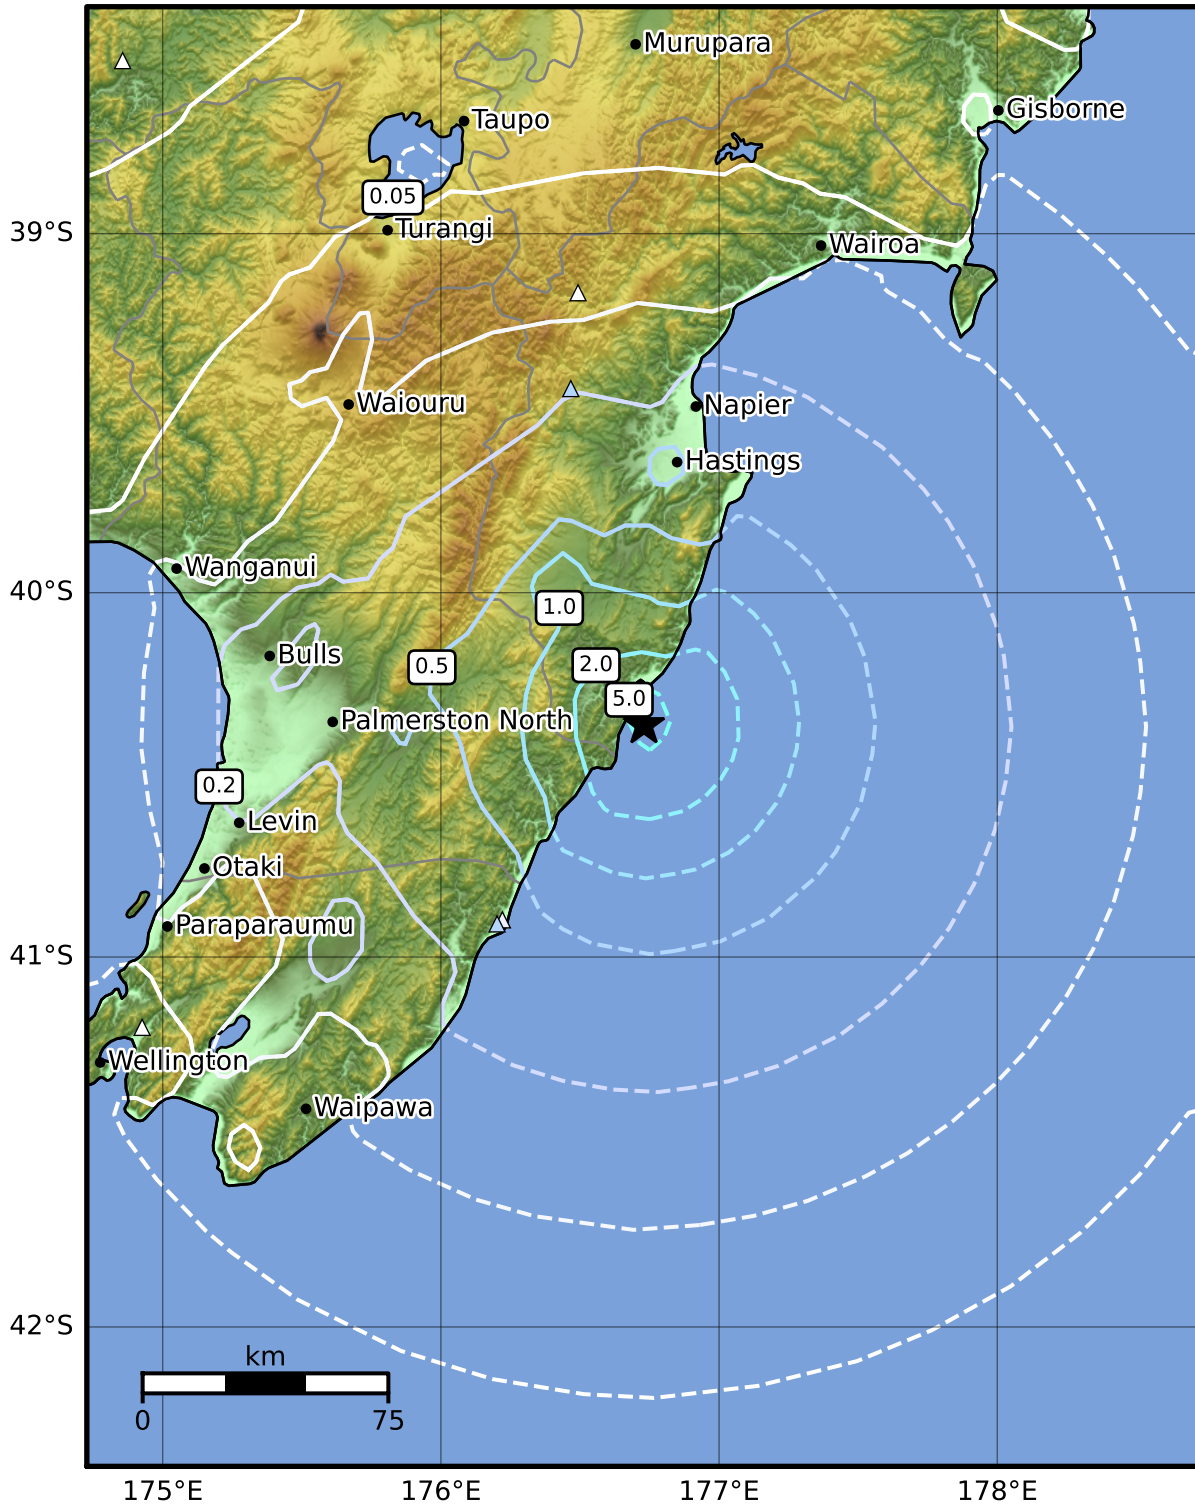 Murupara
Gisborne
Taupo
0.05
Turangi
39°S
Wairoa
Waiouru
Napier
Hastings
Wanganui
40°S
1.0
Bulls
0.5
2.0
5.0
Palmerston North
0.2
Levin
Otaki
Paraparaumu
41°S
Wellington
Waipawa
42°S
km
0
75
175°E
176°E
177°E
178°E